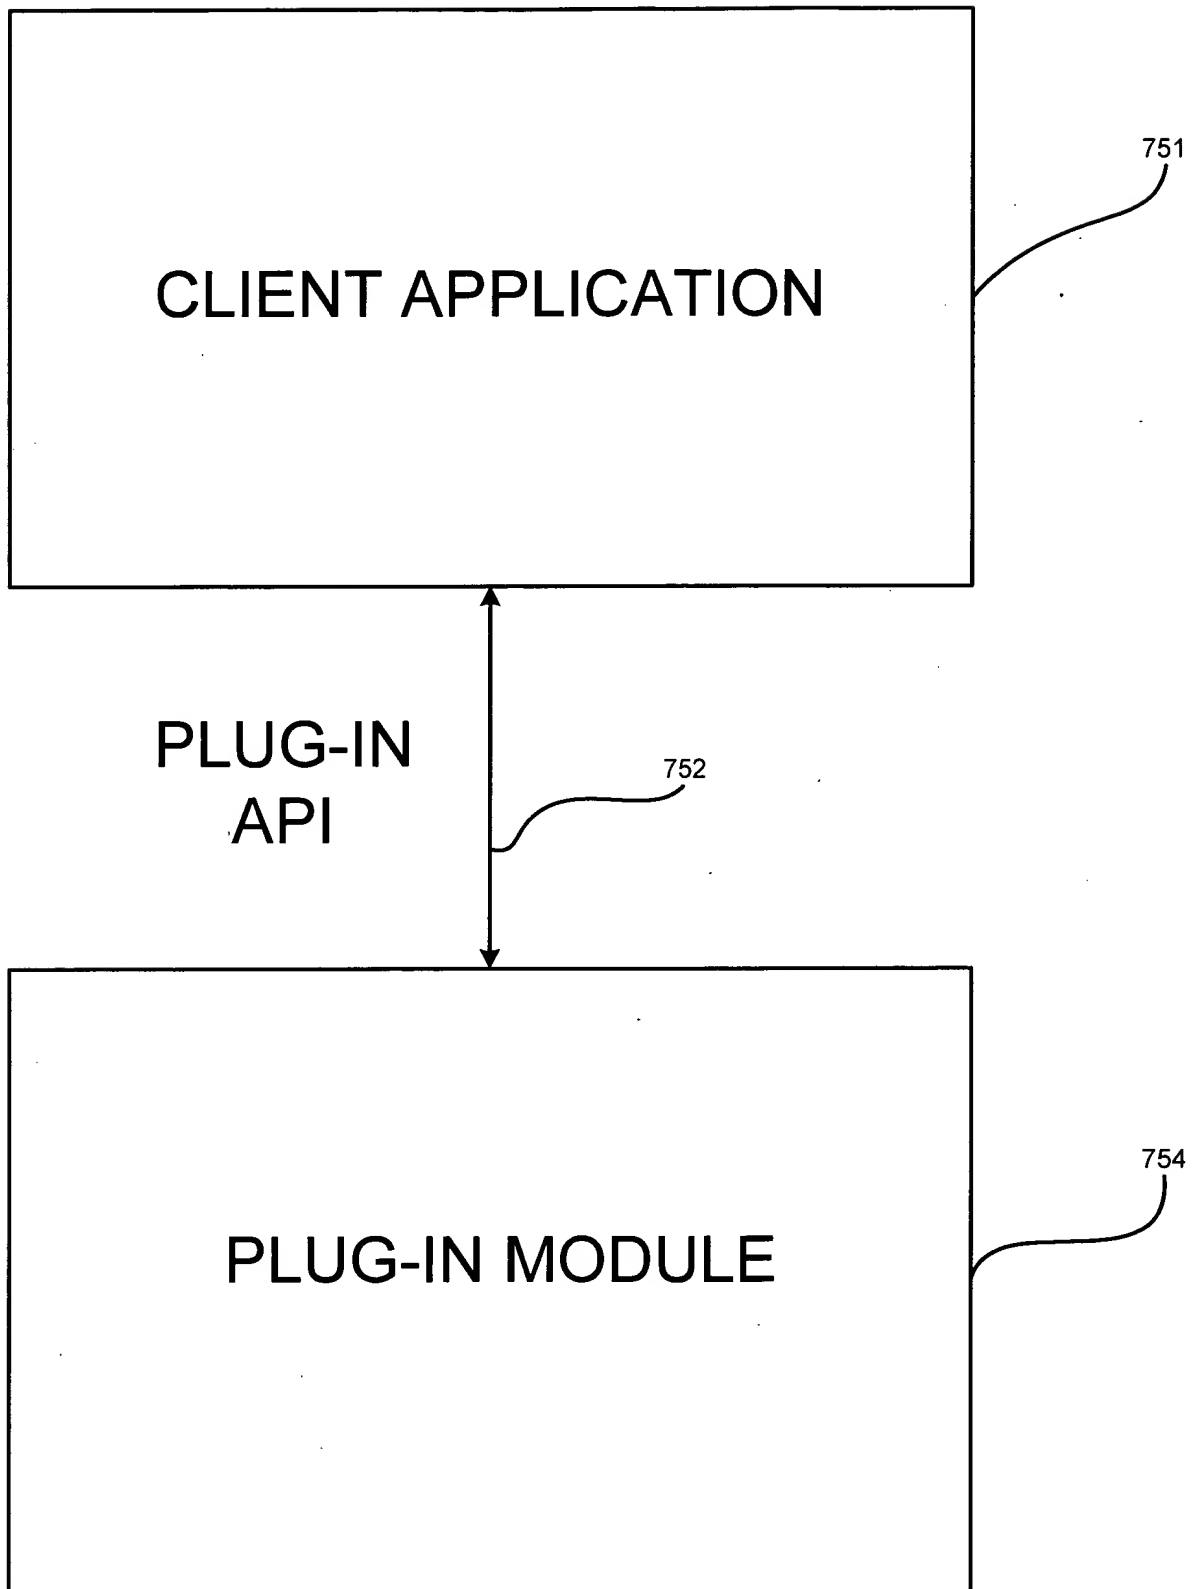 751
CLIENT APPLICATION
PLUG-IN
API
752
754
PLUG-IN MODULE